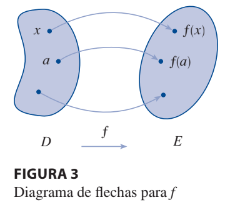 x f(x)
a f(a)
D f E
FIGURA 3
Diagrama de flechas para f